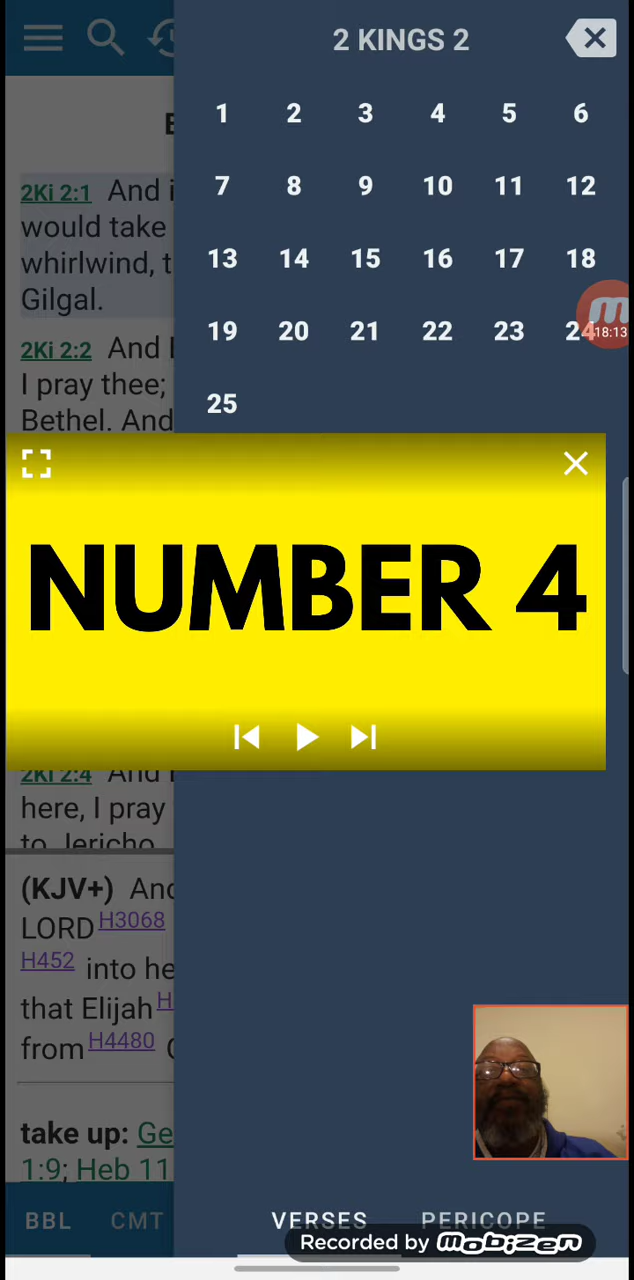 2 KINGS 2
1 2 3 4 5 6
7 8 9 10 11 12
13 14 15 16 17 18
19 20 21 22 23 24
18:13
25
2Ki 2:1 And i
would take
whirlwind, t
Gilgal.
2Ki 2:2 And
I pray thee;
Bethel. And
NUMBER 4
2Ki 2:4 And
here, I pray
to Jericho
(KJV+) And
LORD H3068
H452 into he
that Elijah H
from H4480
take up: Ge
1:9; Heb 11
BBL CMT VERSES PERICOPE
Recorded by mobizen